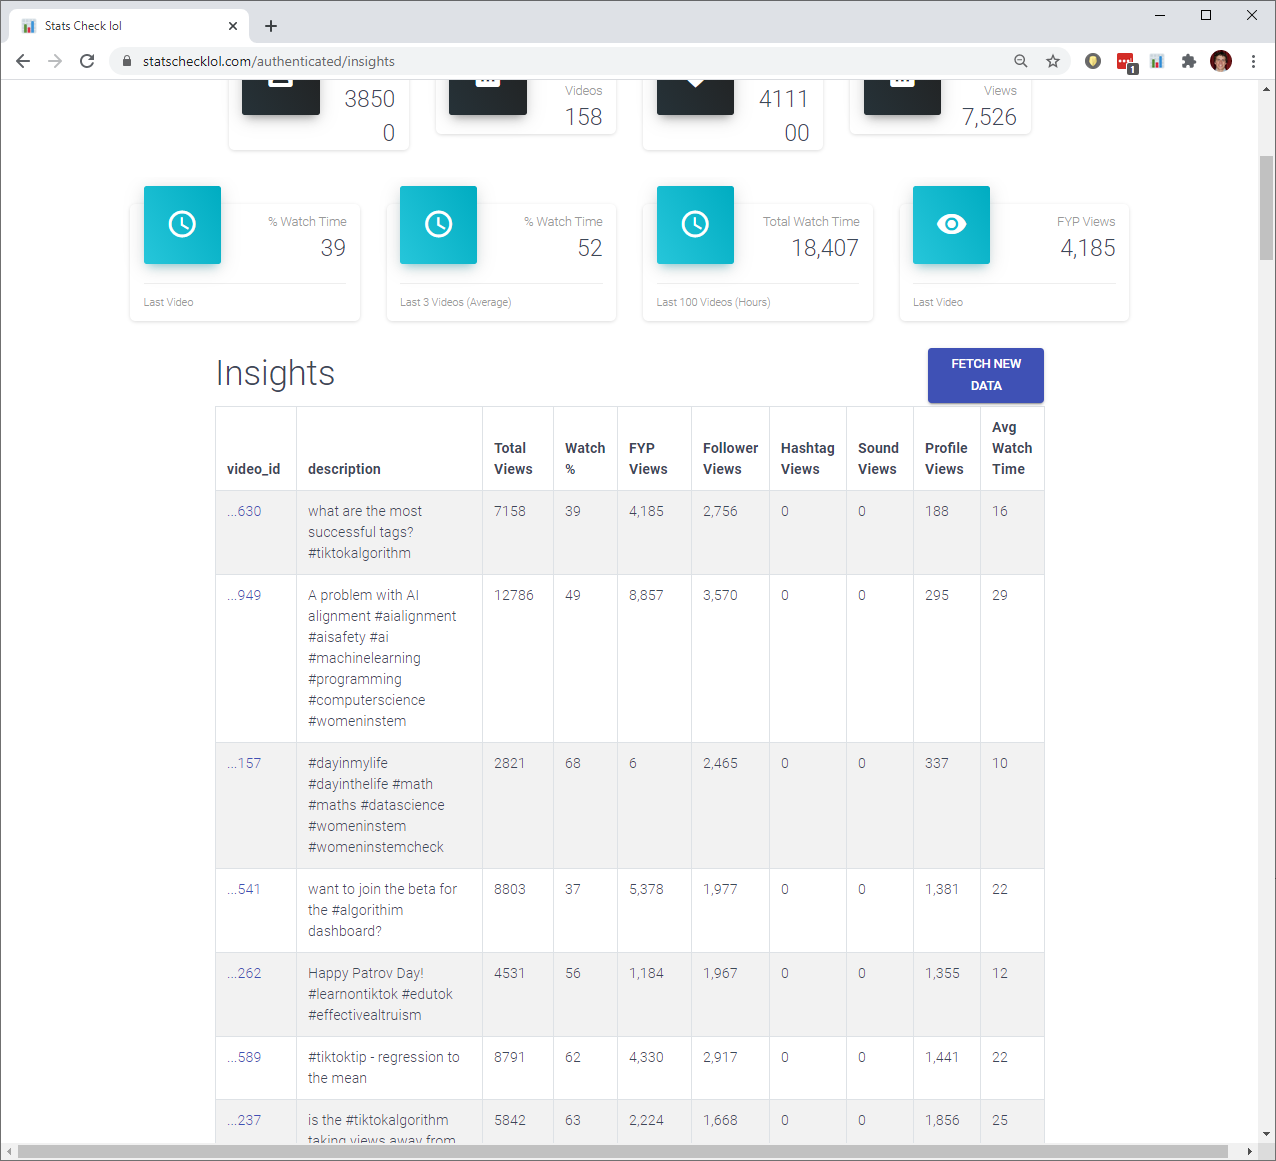 Stats Check lol
statschecklol.com/authenticated/insights
1
3850
0
Videos
158
4111
00
Views
7,526
% Watch Time
39
Last Video
% Watch Time
52
Last 3 Videos (Average)
Total Watch Time
18,407
Last 100 Videos (Hours)
FYP Views
4,185
Last Video
Insights
FETCH NEW
DATA
video_id
description
Total
Views
Watch
%
FYP
Views
Follower
Views
Hashtag
Views
Sound
Views
Profile
Views
Avg
Watch
Time
...630
what are the most
successful tags?
#tiktokalgorithm
7158
39
4,185
2,756
0
0
188
16
...949
A problem with AI
alignment #aialignment
#aisafety #ai
#machinelearning
#programming
#computerscience
#womeninstem
12786
49
8,857
3,570
0
0
295
29
...157
#dayinmylife
#dayinthelife #math
#maths #datascience
#womeninstem
#womeninstemcheck
2821
68
6
2,465
0
0
337
10
...541
want to join the beta for
the #algorithim
dashboard?
8803
37
5,378
1,977
0
0
1,381
22
...262
Happy Patrov Day!
#learnontiktok #edutok
#effectivealtruism
4531
56
1,184
1,967
0
0
1,355
12
...589
#tiktoktip - regression to
the mean
8791
62
4,330
2,917
0
0
1,441
22
...237
is the #tiktokalgorithm
taking views away from
5842
63
2,224
1,668
0
0
1,856
25